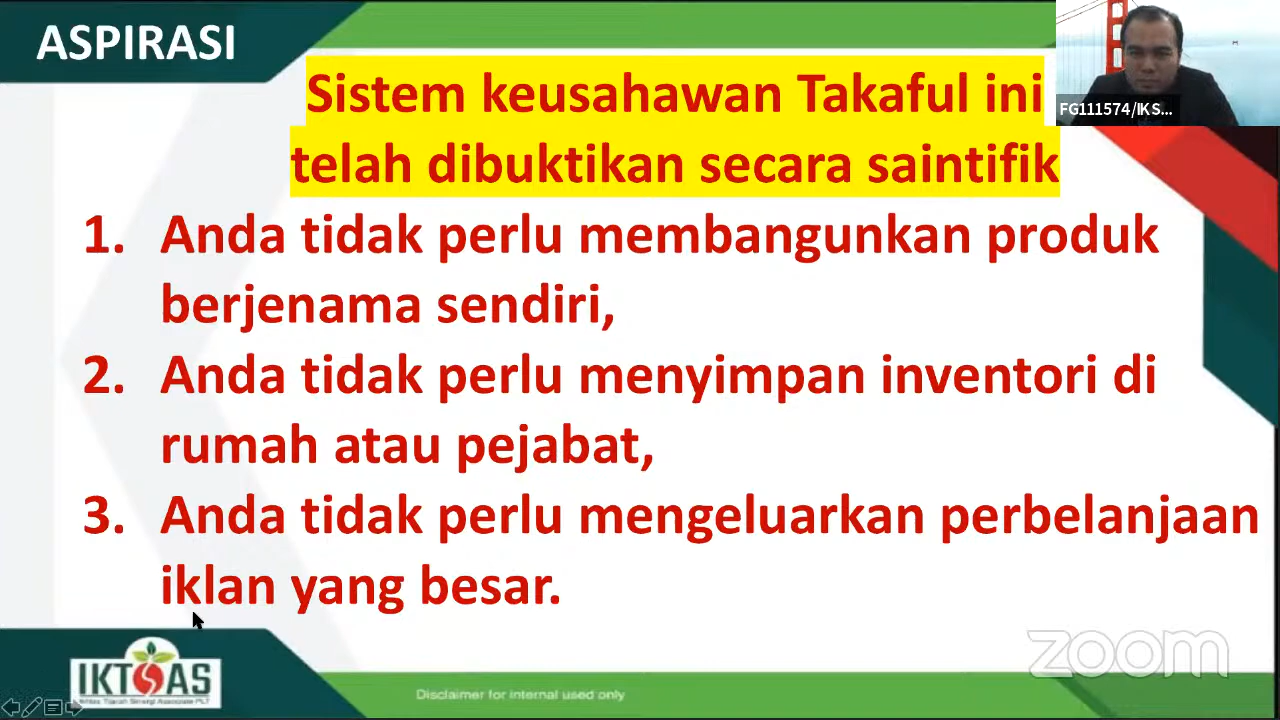 ASPIRASI
Sistem keusahawan Takaful ini
telah dibuktikan secara saintifik
FG111574/IKS...
1. Anda tidak perlu membangunkan produk
berjenama sendiri,
2. Anda tidak perlu menyimpan inventori di
rumah atau pejabat,
3. Anda tidak perlu mengeluarkan perbelanjaan
iklan yang besar.
zoom
IKTSAS
Disclaimer for internal used only